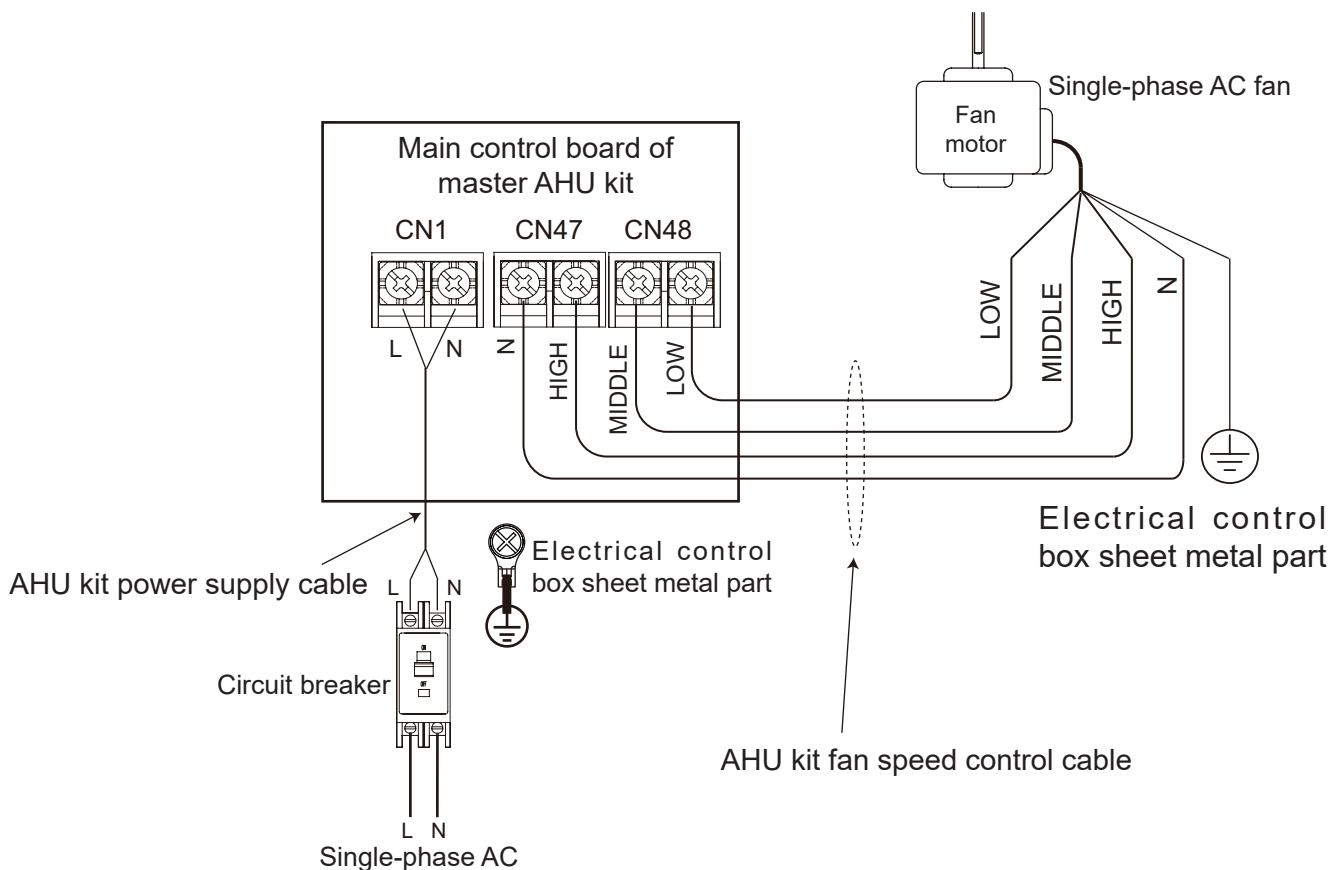 Single-phase AC fan
Fan
motor
Main control board of
master AHU kit
CN1
CN47
CN48
L
N
N
HIGH
MIDDLE
LOW
LOW
MIDDLE
HIGH
N
Electrical control
box sheet metal part
Electrical control
box sheet metal part
AHU kit power supply cable
L
N
ON
OFF
Circuit breaker
AHU kit fan speed control cable
L
N
Single-phase AC